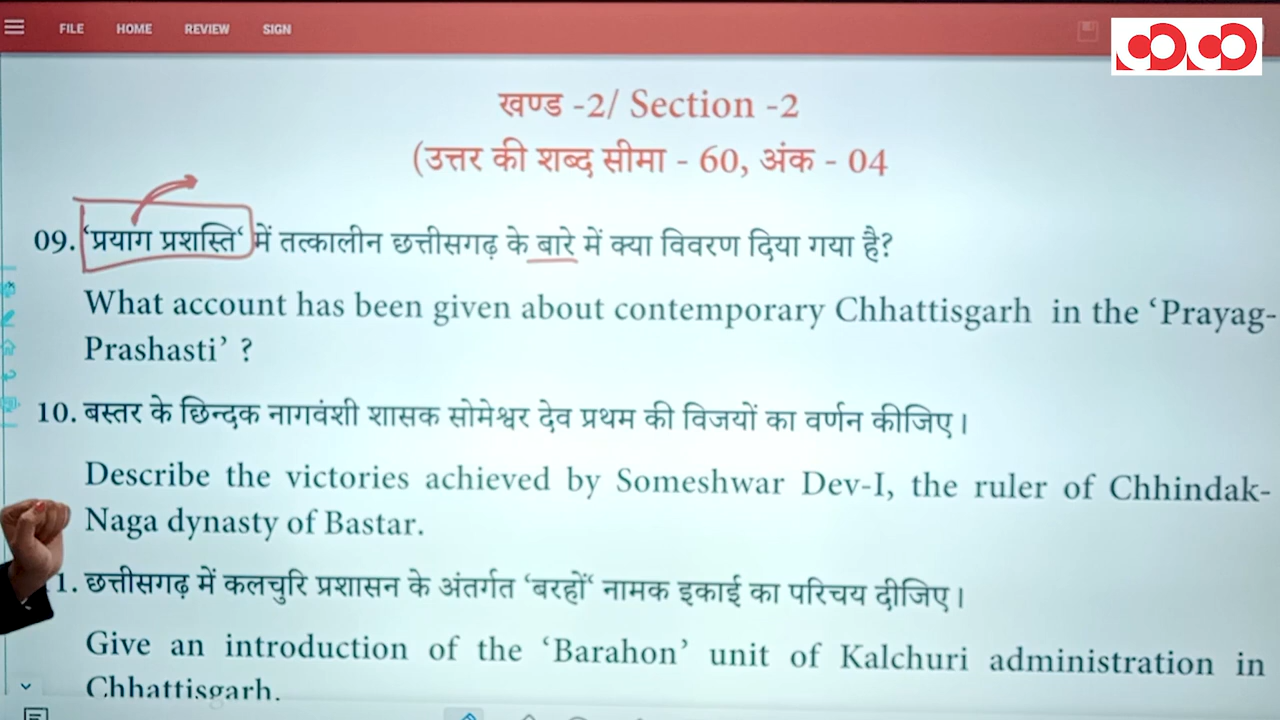 FILE HOME REVIEW SIGN
खण्ड -2/ Section -2
(उत्तर की शब्द सीमा - 60, अंक - 04
09. 'प्रयाग प्रशस्ति' में तत्कालीन छत्तीसगढ़ के बारे में क्या विवरण दिया गया है?
What account has been given about contemporary Chhattisgarh in the 'Prayag-
Prashasti' ?
10. बस्तर के छिन्दक नागवंशी शासक सोमेश्वर देव प्रथम की विजयों का वर्णन कीजिए।
Describe the victories achieved by Someshwar Dev-I, the ruler of Chhindak-
Naga dynasty of Bastar.
1. छत्तीसगढ़ में कलचुरि प्रशासन के अंतर्गत 'बरहों' नामक इकाई का परिचय दीजिए।
Give an introduction of the 'Barahon' unit of Kalchuri administration in
Chhattisgarh.